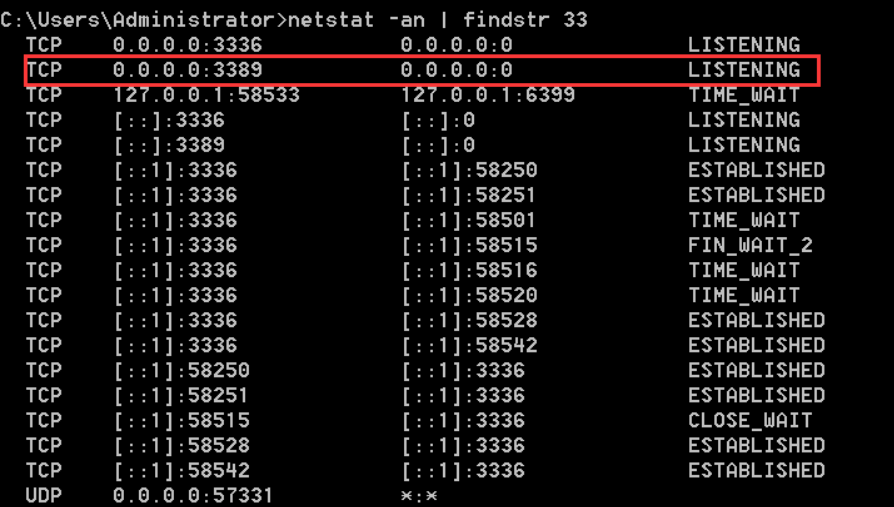 C:\Users\Administrator>netstat -an | findstr 33
TCP 0.0.0.0:3336 0.0.0.0:0 LISTENING
TCP 0.0.0.0:3389 0.0.0.0:0 LISTENING
TCP 127.0.0.1:58533 127.0.0.1:6399 TIME_WAIT
TCP [::]:3336 [::]:0 LISTENING
TCP [::]:3389 [::]:0 LISTENING
TCP [::1]:3336 [::1]:58250 ESTABLISHED
TCP [::1]:3336 [::1]:58251 ESTABLISHED
TCP [::1]:3336 [::1]:58501 TIME_WAIT
TCP [::1]:3336 [::1]:58515 FIN_WAIT_2
TCP [::1]:3336 [::1]:58516 TIME_WAIT
TCP [::1]:3336 [::1]:58520 TIME_WAIT
TCP [::1]:3336 [::1]:58528 ESTABLISHED
TCP [::1]:3336 [::1]:58542 ESTABLISHED
TCP [::1]:58250 [::1]:3336 ESTABLISHED
TCP [::1]:58251 [::1]:3336 ESTABLISHED
TCP [::1]:58515 [::1]:3336 CLOSE_WAIT
TCP [::1]:58528 [::1]:3336 ESTABLISHED
TCP [::1]:58542 [::1]:3336 ESTABLISHED
UDP 0.0.0.0:57331 *:*